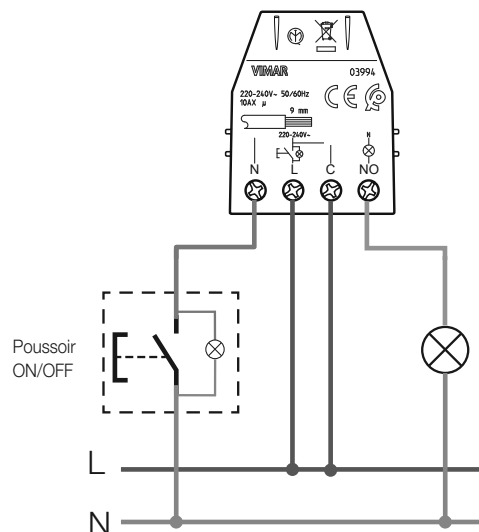 VIMAR 03994
220-240V~ 50/60Hz
10AX µ
9 mm
220-240V~
N
N L C NO
Poussoir
ON/OFF
L
N